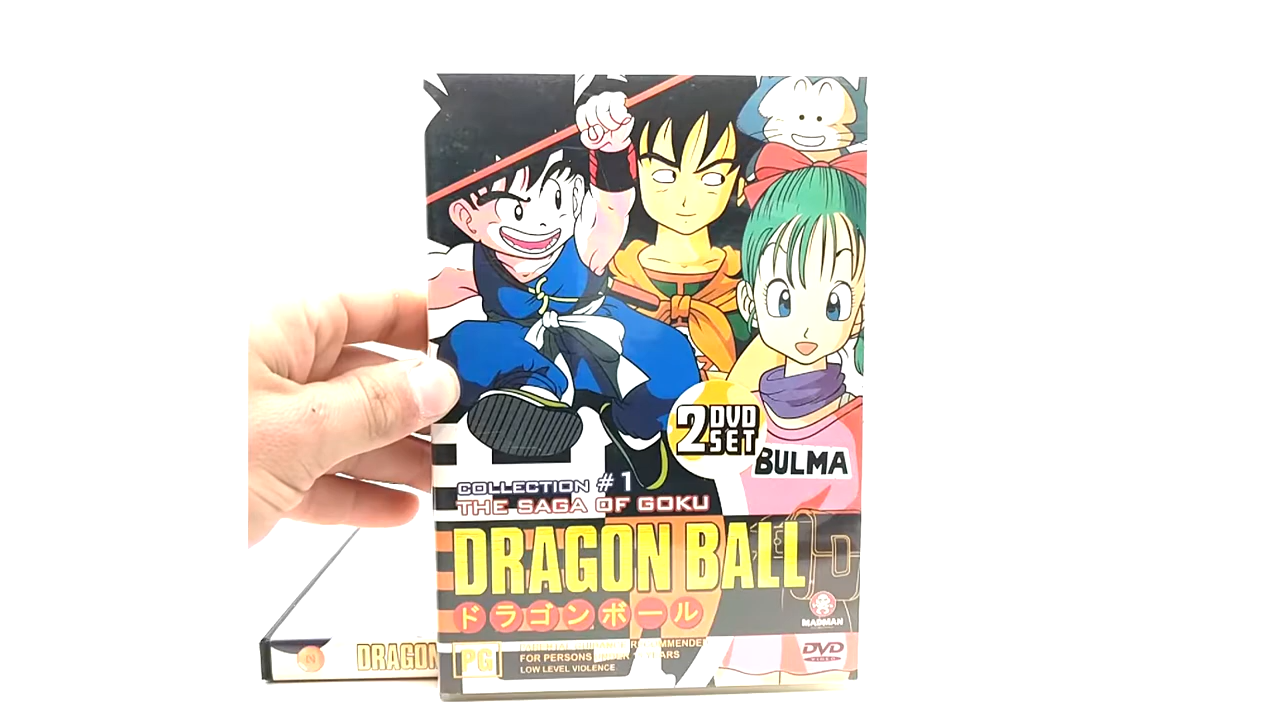 2 DVD
SET
BULMA
COLLECTION #1
THE SAGA OF GOKU
DRAGON BALL
ドラゴンボール
MADMAN
PG
FOR PERSONS
YEARS
LOW LEVEL VIOLENCE
DVD
VIDEO
DRAGON